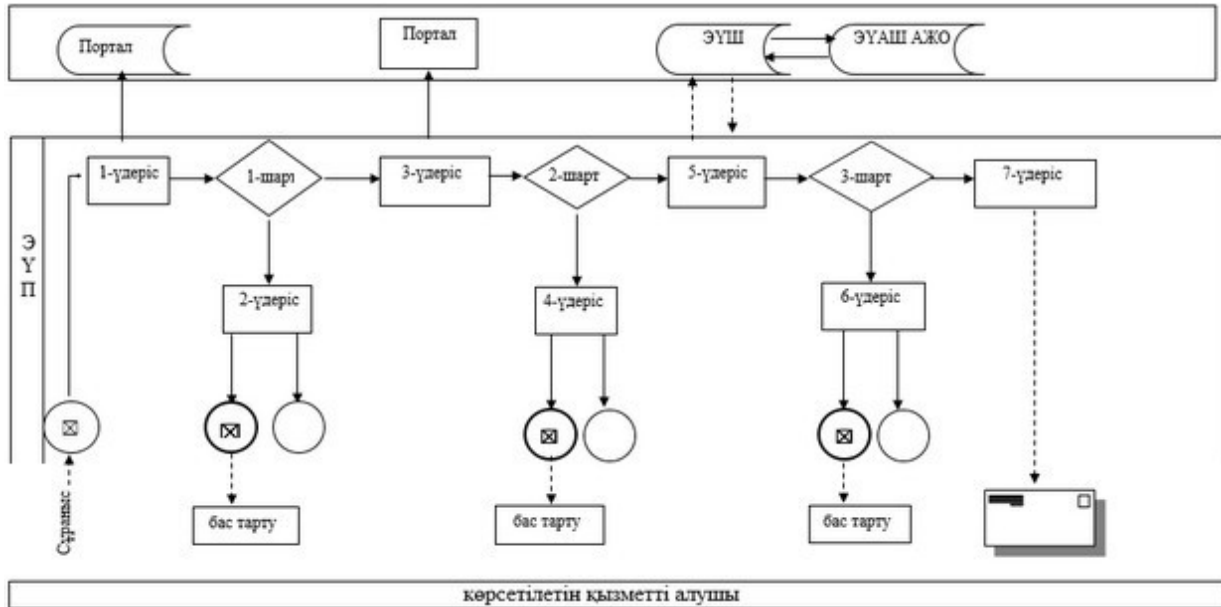 Портал
Портал
ЭҮШ
ЭҮАШ АЖО
1-үдеріс
1-шарт
3-үдеріс
2-шарт
5-үдеріс
3-шарт
7-үдеріс
ЭҮП
2-үдеріс
4-үдеріс
6-үдеріс
Сұраныс
бас тарту
бас тарту
бас тарту
көрсетілетін қызметті алушы